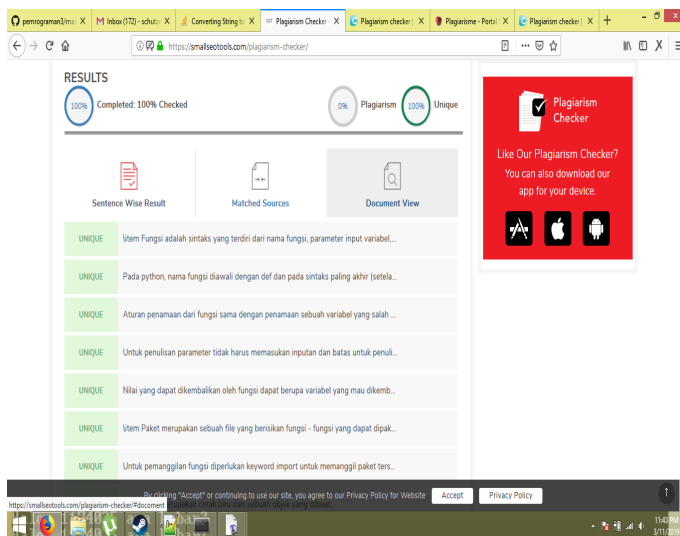 pemrograman3/ma
Inbox (172) - schutz
Converting String to
Plagiarism Checker -
Plagiarism checker |
Plagiarisme - Portal
Plagiarism checker |
https://smallseotools.com/plagiarism-checker/
RESULTS
100% Completed: 100% Checked
0% Plagiarism 100% Unique
Sentence Wise Result
Matched Sources
Document View
UNIQUE \item Fungsi adalah sintaks yang terdiri dari nama fungsi, parameter input variabel,...
UNIQUE Pada python, nama fungsi diawali dengan def dan pada sintaks paling akhir (setela...
UNIQUE Aturan penamaan dari fungsi sama dengan penamaan sebuah variabel yang salah ...
UNIQUE Untuk penulisan parameter tidak harus memasukan inputan dan batas untuk penuli...
UNIQUE Nilai yang dapat dikembalikan oleh fungsi dapat berupa variabel yang mau dikemb...
UNIQUE \item Paket merupakan sebuah file yang berisikan fungsi - fungsi yang dapat dipak...
UNIQUE Untuk pemanggilan fungsi diperlukan keyword import untuk memanggil paket ters...
Plagiarism
Checker
Like Our Plagiarism Checker?
You can also download our
app for your device.
By clicking "Accept" or continuing to use our site, you agree to our Privacy Policy for Website
Accept
Privacy Policy
https://smallseotools.com/plagiarism-checker/#document
merupakan cetak biru dari sebuah objek yang dibuat.
11:43 PM
3/11/2019